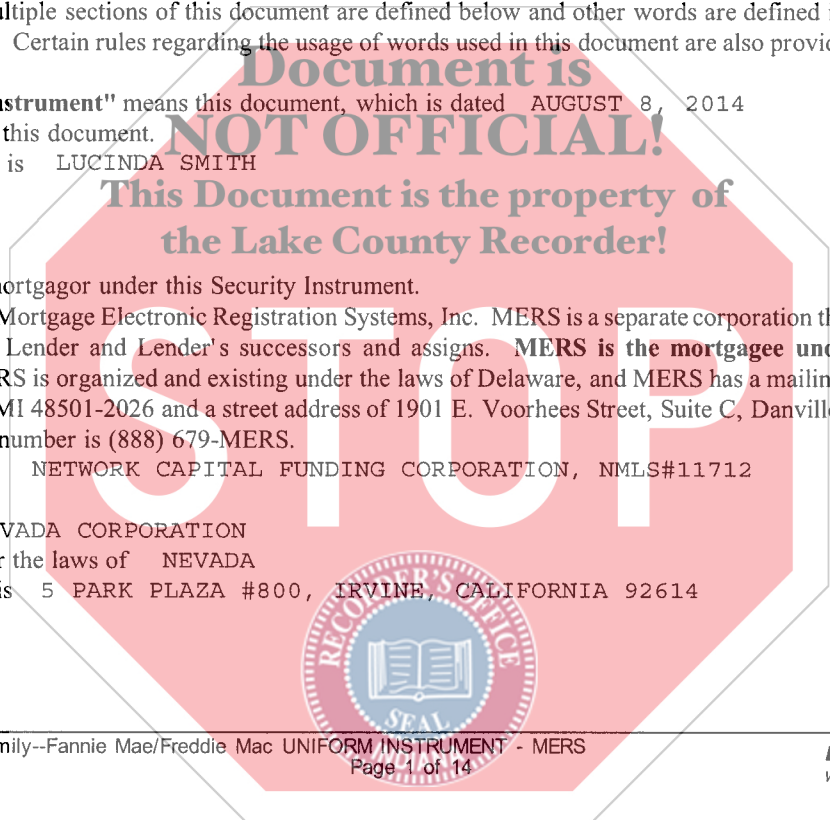 ltiple sections of this document are defined below and other words are defined
Certain rules regarding the usage of words used in this document are also provid
Document is
nstrument" means this document, which is dated AUGUST 8, 2014
this document.
NOT OFFICIAL!
is LUCINDA SMITH
This Document is the property of
the Lake County Recorder!
nortgagor under this Security Instrument.
Mortgage Electronic Registration Systems, Inc. MERS is a separate corporation th
Lender and Lender's successors and assigns. MERS is the mortgagee und
RS is organized and existing under the laws of Delaware, and MERS has a mailin
MI 48501-2026 and a street address of 1901 E. Voorhees Street, Suite C, Danville
number is (888) 679-MERS.
STOP
NETWORK CAPITAL FUNDING CORPORATION, NMLS#11712
VADA CORPORATION
r the laws of NEVADA
is 5 PARK PLAZA #800, IRVINE, CALIFORNIA 92614
RECORDER'S OFFICE
SEAL
INDIANA
mily--Fannie Mae/Freddie Mac UNIFORM INSTRUMENT - MERS
Page 1 of 14